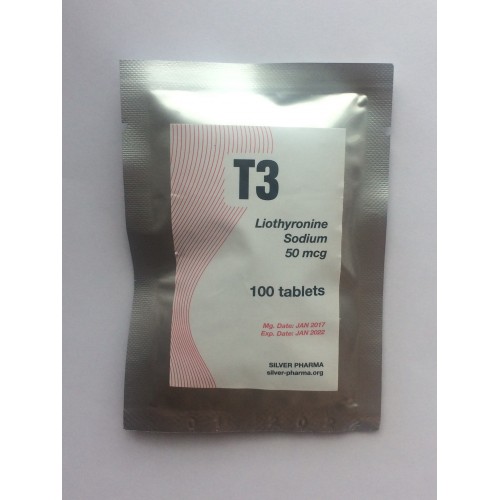 T3
Liothyronine
Sodium
50 mcg
100 tablets
Mg. Date: JAN 2017
Exp. Date: JAN 2022
SILVER PHARMA
silver-pharma.org